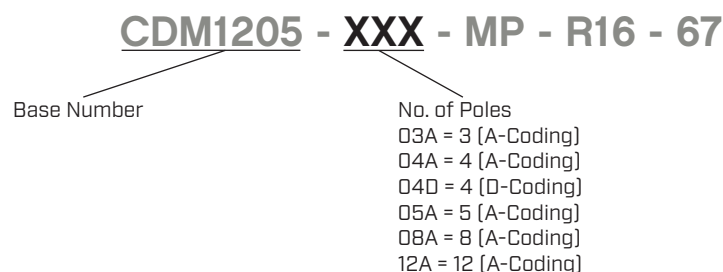 CDM1205 - XXX - MP - R16 - 67
Base Number
No. of Poles
03A = 3 (A-Coding)
04A = 4 (A-Coding)
04D = 4 (D-Coding)
05A = 5 (A-Coding)
08A = 8 (A-Coding)
12A = 12 (A-Coding)